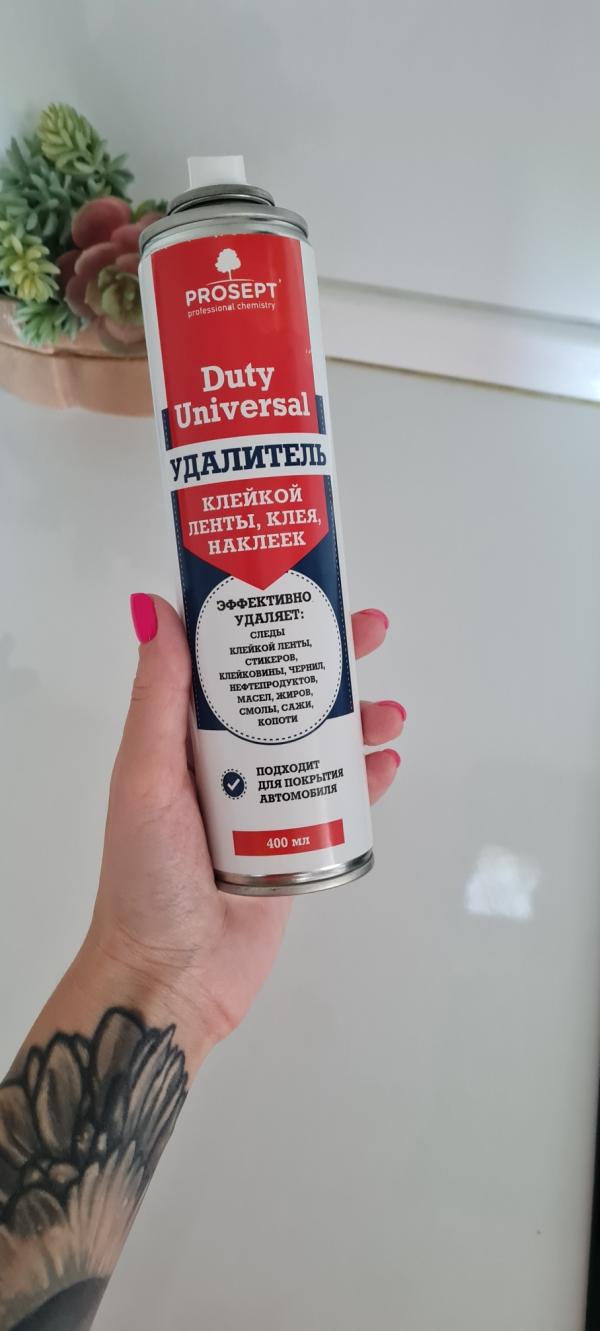 PROSEPT
professional chemistry
Duty
Universal
УДАЛИТЕЛЬ
КЛЕЙКОЙ
ЛЕНТЫ, КЛЕЯ,
НАКЛЕЕК
ЭФФЕКТИВНО
УДАЛЯЕТ:
СЛЕДЫ
КЛЕЙКОЙ ЛЕНТЫ,
СТИКЕРОВ,
КЛЕЙКОВИНЫ, ЧЕРНИЛ,
НЕФТЕПРОДУКТОВ,
МАСЕЛ, ЖИРОВ,
СМОЛЫ, САЖИ,
КОПОТИ
ПОДХОДИТ
ДЛЯ ПОКРЫТИЯ
АВТОМОБИЛЯ
400 мл